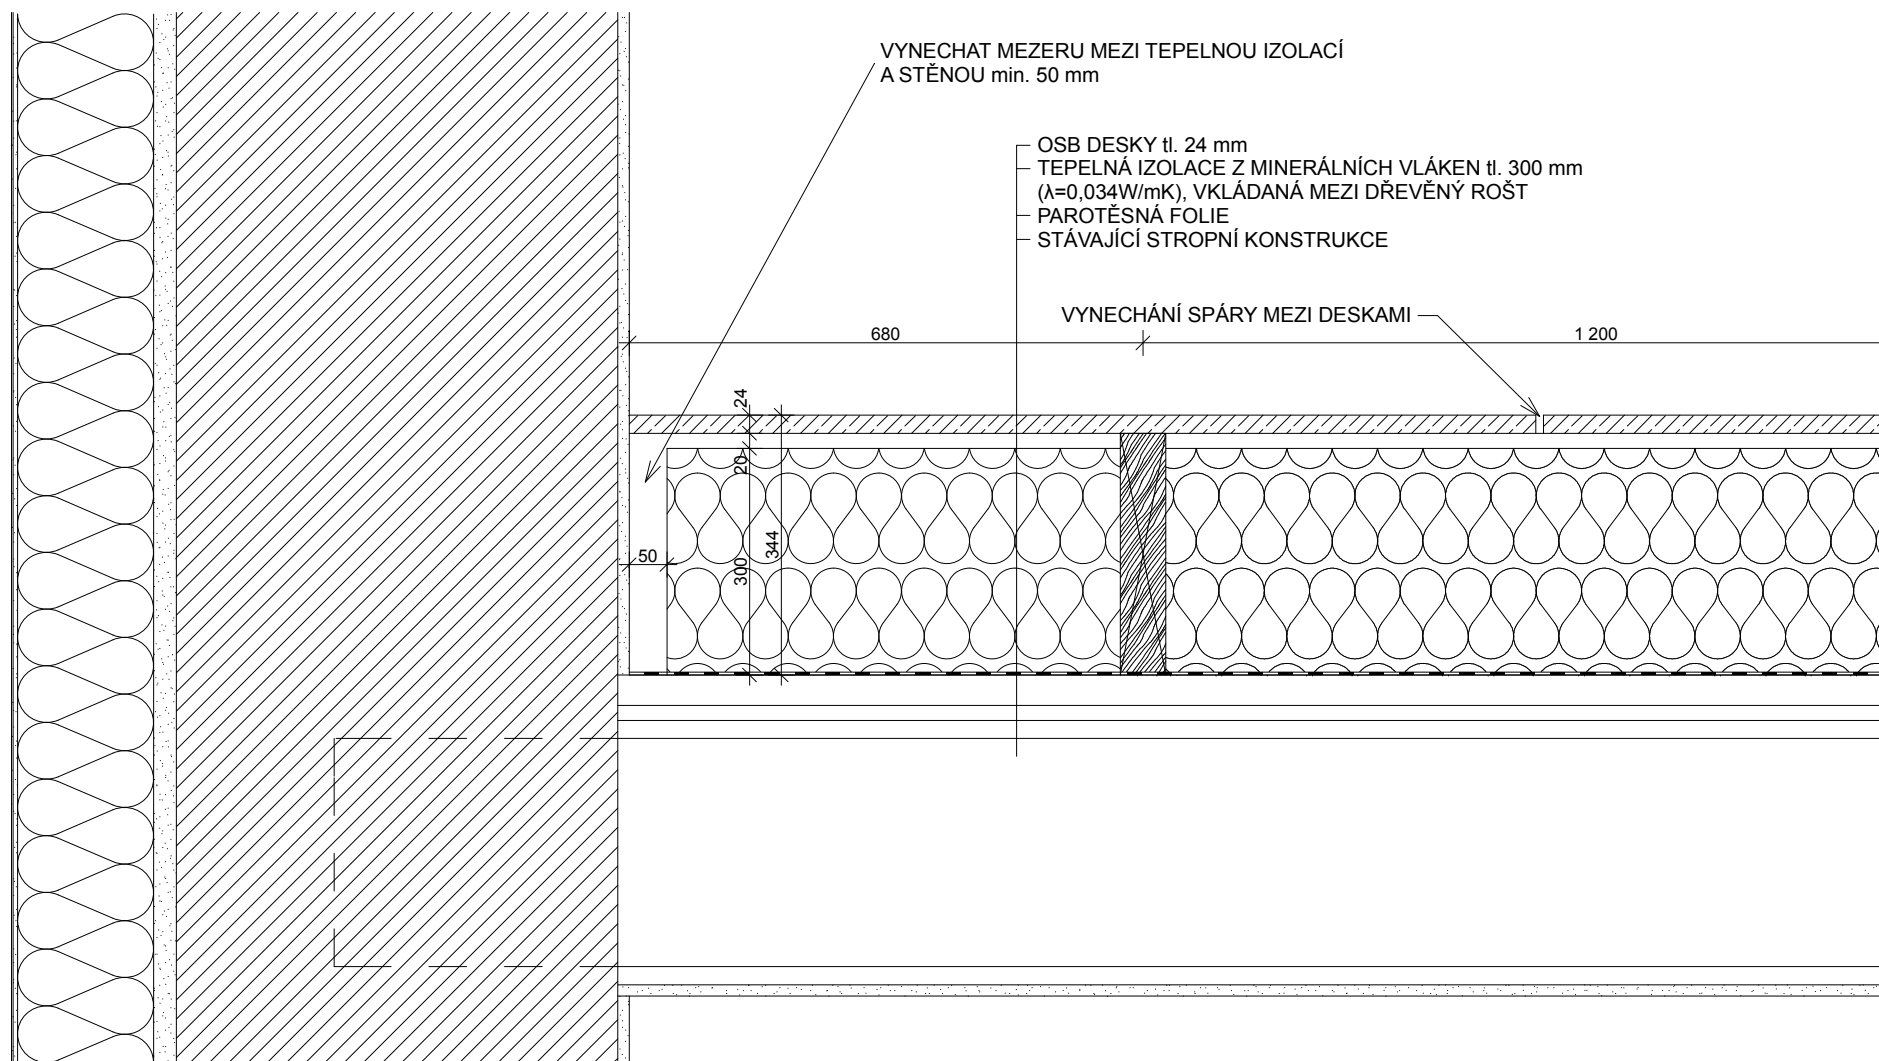 VYNECHAT MEZERU MEZI TEPELNOU IZOLACÍ
A STĚNOU min. 50 mm
OSB DESKY tl. 24 mm
TEPELNÁ IZOLACE Z MINERÁLNÍCH VLÁKEN tl. 300 mm
(λ=0,034W/mK), VKLÁDANÁ MEZI DŘEVĚNÝ ROŠT
PAROTĚSNÁ FOLIE
STÁVAJÍCÍ STROPNÍ KONSTRUKCE
VYNECHÁNÍ SPÁRY MEZI DESKAMI
680
1 200
24
20
344
50
300